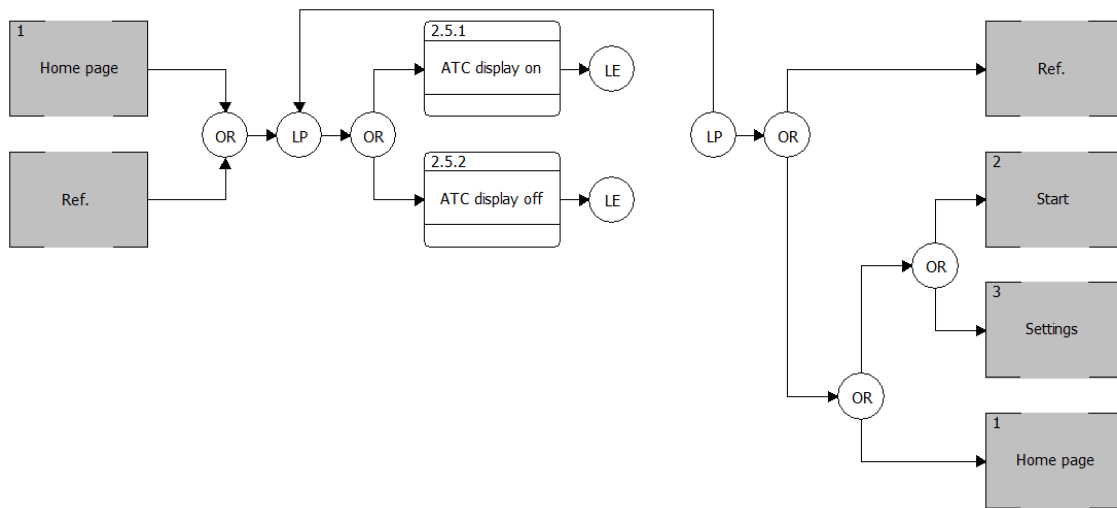 1
Home page
Ref.
OR
LP
OR
2.5.1
ATC display on
LE
2.5.2
ATC display off
LE
LP
OR
Ref.
2
Start
OR
3
Settings
OR
1
Home page